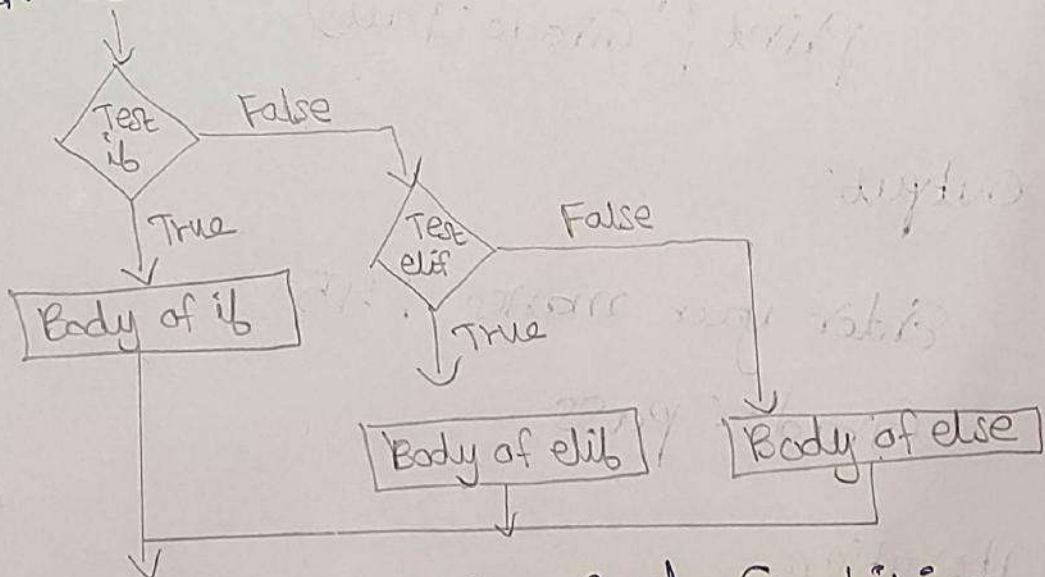 False
Test
if
True
False
Test
elif
Body of if
True
Body of elif
Body of else